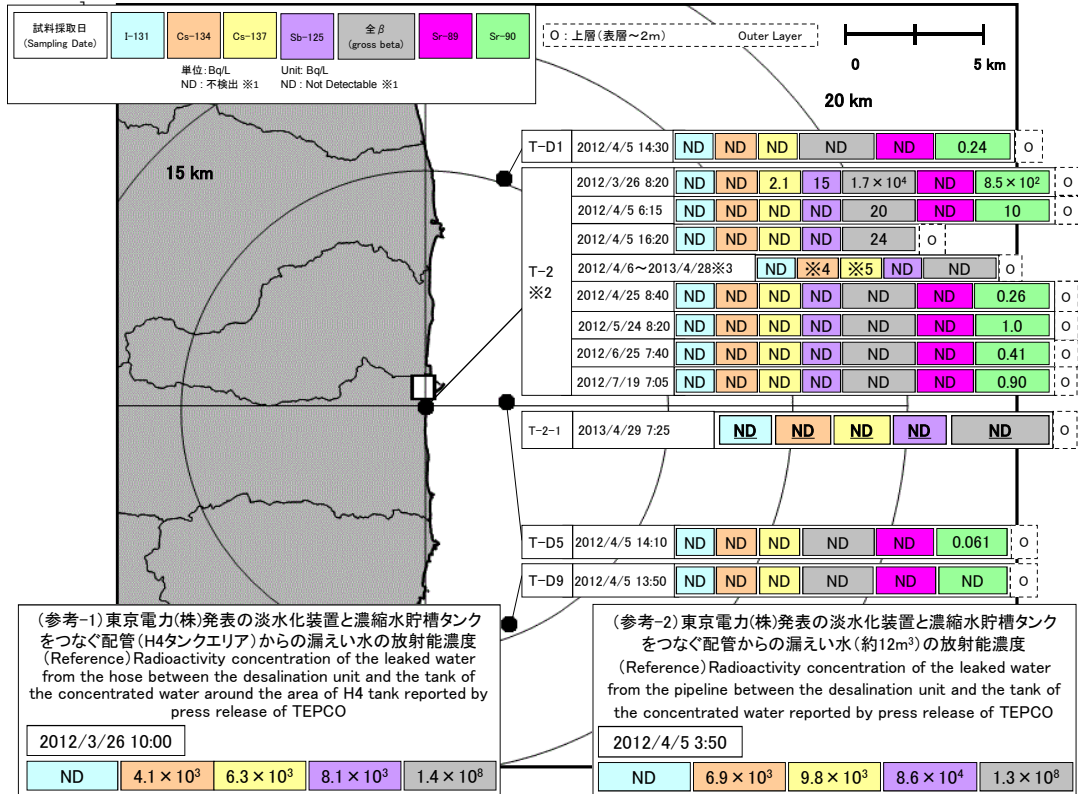 試料採取日
(Sampling Date)
I-131
Cs-134
Cs-137
Sb-125
全β
(gross beta)
Sr-89
Sr-90
単位:Bq/L
Unit: Bq/L
ND : 不検出 ※1
ND : Not Detectable ※1
O : 上層(表層～2m) Outer Layer
0 5 km
20 km
15 km
T-D1 2012/4/5 14:30 ND ND ND ND ND 0.24 O
T-2
※2
2012/3/26 8:20 ND ND 2.1 15 1.7×10⁴ ND 8.5×10² O
2012/4/5 6:15 ND ND ND ND 20 ND 10 O
2012/4/5 16:20 ND ND ND ND 24 O
2012/4/6～2013/4/28※3 ND ※4 ※5 ND ND O
2012/4/25 8:40 ND ND ND ND ND ND 0.26 O
2012/5/24 8:20 ND ND ND ND ND ND 1.0 O
2012/6/25 7:40 ND ND ND ND ND ND 0.41 O
2012/7/19 7:05 ND ND ND ND ND ND 0.90 O
T-2-1 2013/4/29 7:25 ND ND ND ND ND O
T-D5 2012/4/5 14:10 ND ND ND ND ND 0.061 O
T-D9 2012/4/5 13:50 ND ND ND ND ND ND O
(参考-1)東京電力(株)発表の淡水化装置と濃縮水貯槽タンク
をつなぐ配管(H4タンクエリア)からの漏えい水の放射能濃度
(Reference)Radioactivity concentration of the leaked water
from the hose between the desalination unit and the tank of
the concentrated water around the area of H4 tank reported by
press release of TEPCO
2012/3/26 10:00
ND 4.1×10³ 6.3×10³ 8.1×10³ 1.4×10⁸
(参考-2)東京電力(株)発表の淡水化装置と濃縮水貯槽タンク
をつなぐ配管からの漏えい水(約12m³)の放射能濃度
(Reference)Radioactivity concentration of the leaked water
from the pipeline between the desalination unit and the tank of
the concentrated water reported by press release of TEPCO
2012/4/5 3:50
ND 6.9×10³ 9.8×10³ 8.6×10⁴ 1.3×10⁸